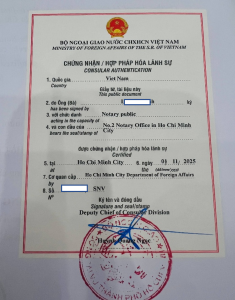 BỘ NGOẠI GIAO NƯỚC CHXHCN VIỆT NAM
MINISTRY OF FOREIGN AFFAIRS OF THE S.R. OF VIETNAM
CHỨNG NHẬN / HỢP PHÁP HÓA LÃNH SỰ
CONSULAR AUTHENTICATION
1. Quốc gia Viet Nam
Country
Giấy tờ, tài liệu này
This public document
2. do Ông (Bà) ký
has been signed by
3. với chức danh Notary public
acting in the capacity of
4. và con dấu của No.2 Notary Office in Ho Chi Minh
bears the seal/stamp of City
được chứng nhận / hợp pháp hóa
Certified
5. tại Ho Chi Minh City 6. ngày 03/11/2025
at the
7. Cơ quan cấp Ho Chi Minh City Department of Foreign Affairs
by
8. Số SNV
Nº
Ký tên và đóng dấu
Signature and seal/stamp
Deputy Chief of Consular Division
Ngọc